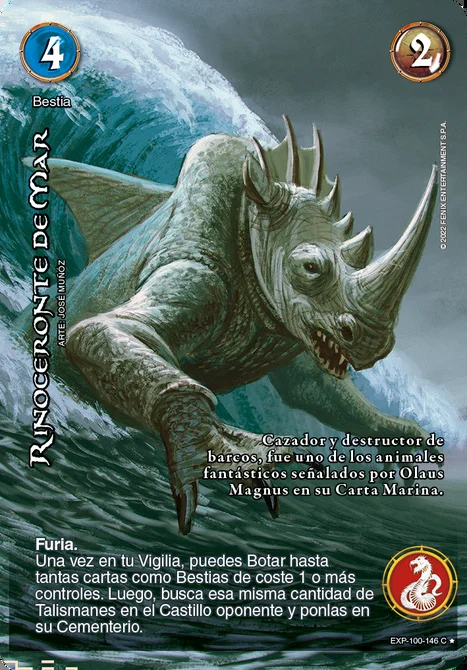 4
2
Bestia
Rinoceronte de Mar
ARTE: JOSÉ MUÑOZ
© 2022 FENIX ENTERTAINMENT S.P.A.
Cazador y destructor de
barcos, fue uno de los animales
fantásticos señalados por Olaus
Magnus en su Carta Marina.
Furia.
Una vez en tu Vigilia, puedes Botar hasta
tantas cartas como Bestias de coste 1 o más
controles. Luego, busca esa misma cantidad de
Talismanes en el Castillo oponente y ponlas en
su Cementerio.
EXP-100-146 C ★